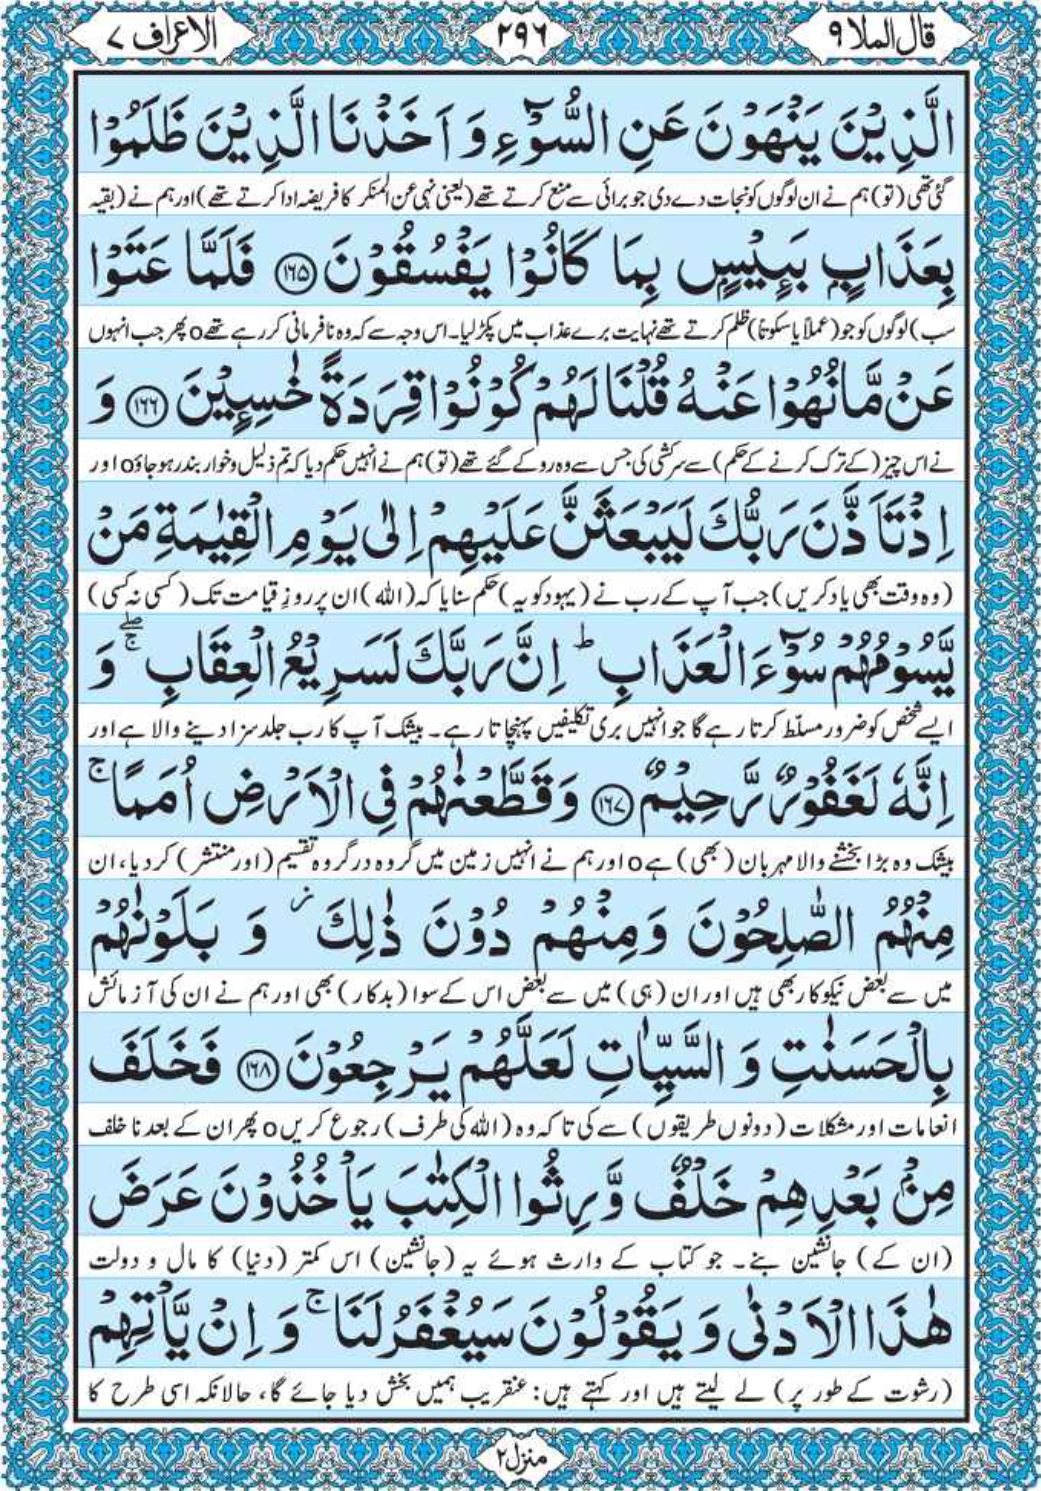 قال الملا ۹
۲۹۶
الاعراف ۷
الَّذِيْنَ يَنْهَوْنَ عَنِ السُّوْٓءِ وَ اَخَذْنَا الَّذِيْنَ ظَلَمُوْا
گئی تھی (تو) ہم نے ان لوگوں کو نجات دے دی جو برائی سے منع کرتے تھے (یعنی نہی عن المنکر کا فریضہ ادا کرتے تھے) اور ہم نے (بقیہ
بِعَذَابٍۭ بَـِٕيْسٍۭ بِمَا كَانُوْا يَفْسُقُوْنَ ﴿۱۶۵﴾ فَلَمَّا عَتَوْا
سب) لوگوں کو جو (عملاً یا سکوتاً) ظلم کرتے تھے نہایت برے عذاب میں پکڑ لیا۔ اس وجہ سے کہ وہ نافرمانی کر رہے تھےo پھر جب انہوں
عَنْ مَّا نُهُوْا عَنْهُ قُلْنَا لَهُمْ كُوْنُوْا قِرَدَةً خٰسِـِٕيْنَ ﴿۱۶۶﴾ وَ
نے اس چیز (کے ترک کرنے کے حکم) سے سرکشی کی جس سے وہ روکے گئے تھے (تو) ہم نے انہیں حکم دیا کہ تم ذلیل و خوار بندر ہو جاؤo اور
اِذْ تَاَذَّنَ رَبُّكَ لَيَبْعَثَنَّ عَلَيْهِمْ اِلٰى يَوْمِ الْقِيٰمَةِ مَنْ
(وہ وقت بھی یاد کریں) جب آپ کے رب نے (یہود کو یہ) حکم سنایا کہ (اللہ) ان پر روزِ قیامت تک (کسی نہ کسی)
يَّسُوْمُهُمْ سُوْٓءَ الْعَذَابِ ؕ اِنَّ رَبَّكَ لَسَرِيْعُ الْعِقَابِ ۚۖ وَ
ایسے شخص کو ضرور مسلّط کرتا رہے گا جو انہیں بری تکلیفیں پہنچاتا رہے۔ بیشک آپ کا رب جلد سزا دینے والا ہے اور
اِنَّهٗ لَغَفُوْرٌ رَّحِيْمٌ ﴿۱۶۷﴾ وَ قَطَّعْنٰهُمْ فِي الْاَرْضِ اُمَمًا ۚ
بیشک وہ بڑا بخشنے والا مہربان (بھی) ہےo اور ہم نے انہیں زمین میں گروہ در گروہ تقسیم (اور منتشر) کر دیا، ان
مِنْهُمُ الصّٰلِحُوْنَ وَ مِنْهُمْ دُوْنَ ذٰلِكَ ۫ وَ بَلَوْنٰهُمْ
میں سے بعض نیکوکار بھی ہیں اور ان (ہی) میں سے بعض اس کے سوا (بدکار) بھی اور ہم نے ان کی آزمائش
بِالْحَسَنٰتِ وَ السَّيِّاٰتِ لَعَلَّهُمْ يَرْجِعُوْنَ ﴿۱۶۸﴾ فَخَلَفَ
انعامات اور مشکلات (دونوں طریقوں) سے کی تاکہ وہ (اللہ کی طرف) رجوع کریںo پھر ان کے بعد ناخلف
مِنْۢ بَعْدِهِمْ خَلْفٌ وَّرِثُوا الْكِتٰبَ يَاْخُذُوْنَ عَرَضَ
(ان کے) جانشین بنے۔ جو کتاب کے وارث ہوئے یہ (جانشین) اس کمتر (دنیا) کا مال و دولت
هٰذَا الْاَدْنٰى وَ يَقُوْلُوْنَ سَيُغْفَرُ لَنَا ۚ وَ اِنْ يَّاْتِهِمْ
(رشوت کے طور پر) لے لیتے ہیں اور کہتے ہیں: عنقریب ہمیں بخش دیا جائے گا، حالانکہ اسی طرح کا
منزل ۲